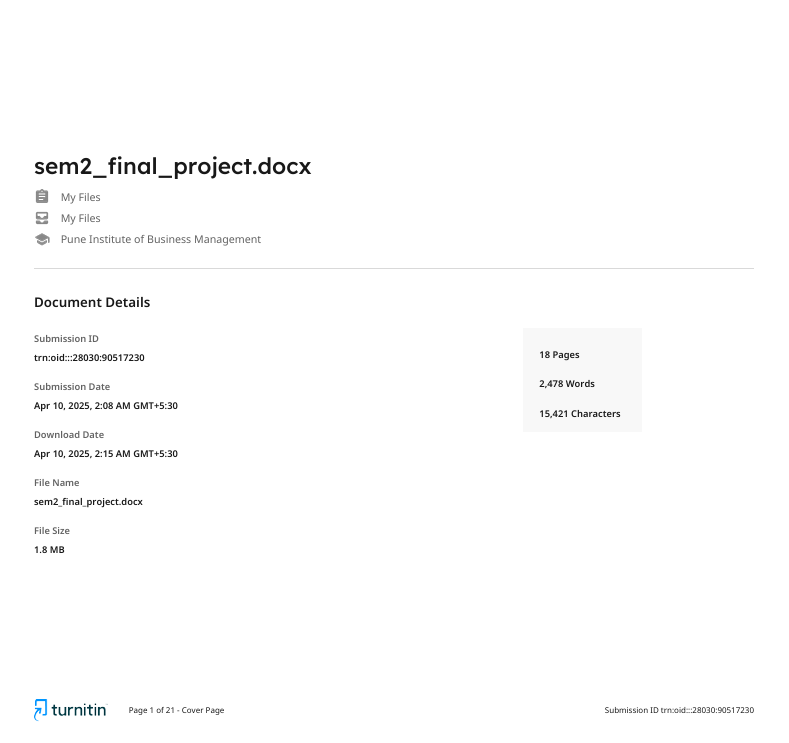 sem2_final_project.docx
My Files
My Files
Pune Institute of Business Management
Document Details
Submission ID
trn:oid:::28030:90517230
Submission Date
Apr 10, 2025, 2:08 AM GMT+5:30
Download Date
Apr 10, 2025, 2:15 AM GMT+5:30
File Name
sem2_final_project.docx
File Size
1.8 MB
18 Pages
2,478 Words
15,421 Characters
turnitin Page 1 of 21 - Cover Page Submission ID trn:oid:::28030:90517230